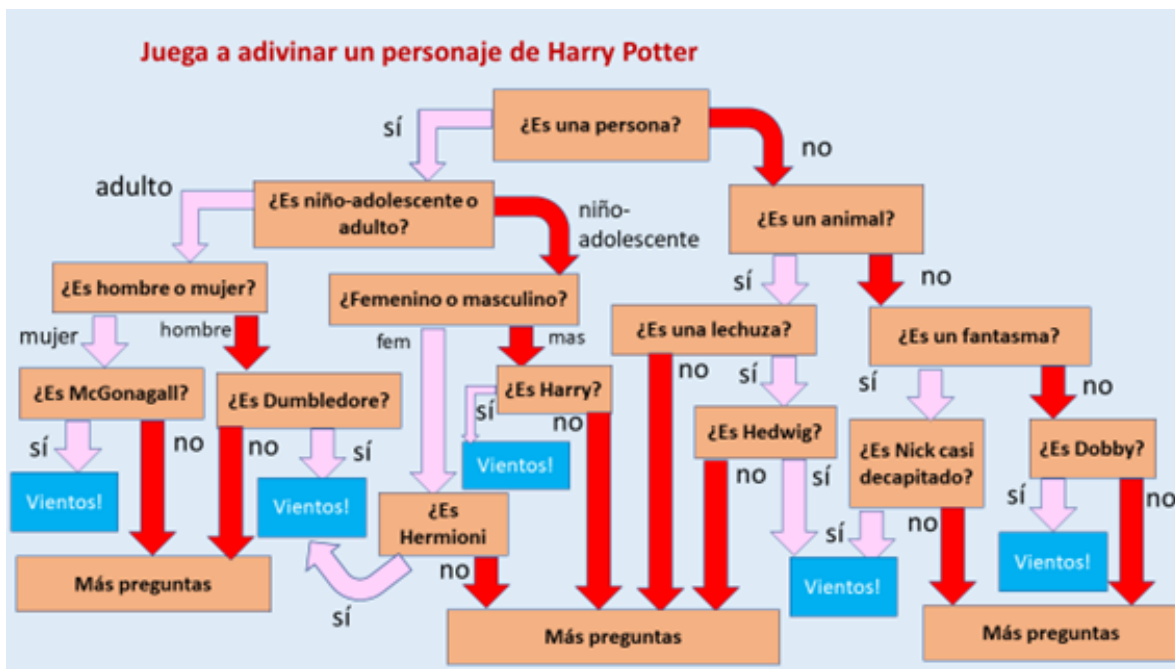 Juega a adivinar un personaje de Harry Potter
¿Es una persona?
sí
no
adulto
¿Es niño-adolescente o
adulto?
niño-
adolescente
¿Es un animal?
¿Es hombre o mujer?
¿Femenino o masculino?
sí
no
mujer
hombre
fem
mas
¿Es una lechuza?
¿Es un fantasma?
¿Es McGonagall?
¿Es Dumbledore?
¿Es Harry?
no
sí
sí
no
sí
no
no
sí
sí
no
¿Es Hedwig?
¿Es Nick casi
decapitado?
¿Es Dobby?
Vientos!
Vientos!
Vientos!
no
sí
sí
no
¿Es
Hermioni
sí
no
Vientos!
Vientos!
no
sí
Más preguntas
Más preguntas
Más preguntas